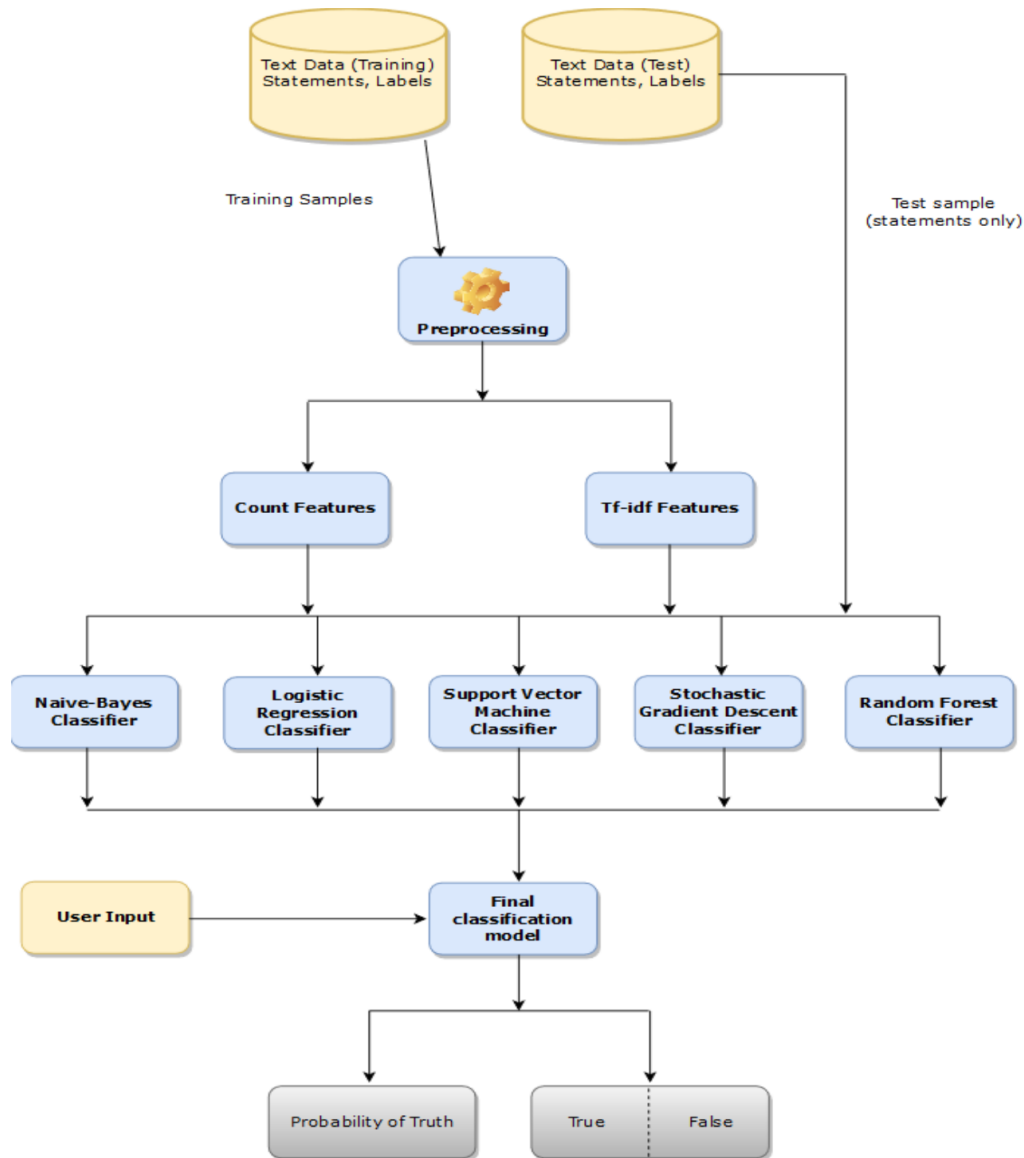 Text Data (Training)
Statements, Labels
Text Data (Test)
Statements, Labels
Training Samples
Test sample
(statements only)
Preprocessing
Count Features
Tf-idf Features
Naive-Bayes
Classifier
Logistic
Regression
Classifier
Support Vector
Machine
Classifier
Stochastic
Gradient Descent
Classifier
Random Forest
Classifier
User Input
Final
classification
model
Probability of Truth
True
False